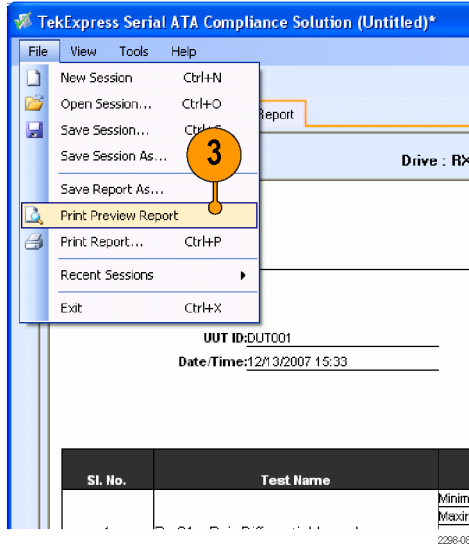 TekExpress Serial ATA Compliance Solution (Untitled)*
File View Tools Help
New Session Ctrl+N
Open Session... Ctrl+O
Report
Save Session...
3
Save Session As...
Drive : RX
Save Report As...
Print Preview Report
Print Report... Ctrl+P
Recent Sessions
Exit Ctrl+X
UUT ID:DUT001
Date/Time:12/13/2007 15:33
Sl. No. Test Name
Minim
Maxin
2298-08